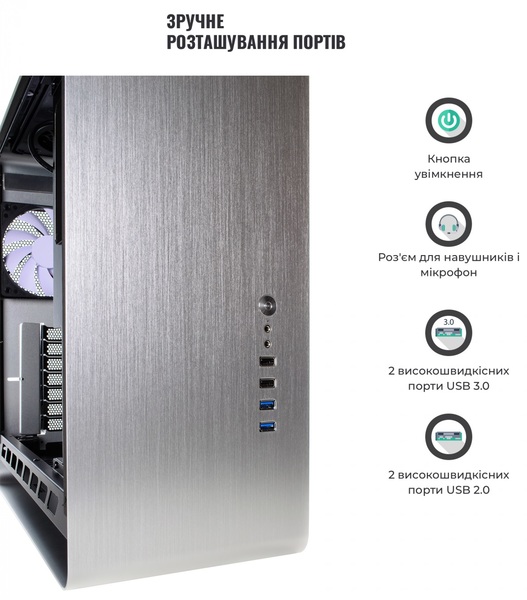 ЗРУЧНЕ
РОЗТАШУВАННЯ ПОРТІВ
Кнопка
увімкнення
Роз'єм для навушників і
мікрофон
3.0
2 високошвидкісних
порти USB 3.0
2 високошвидкісних
порти USB 2.0